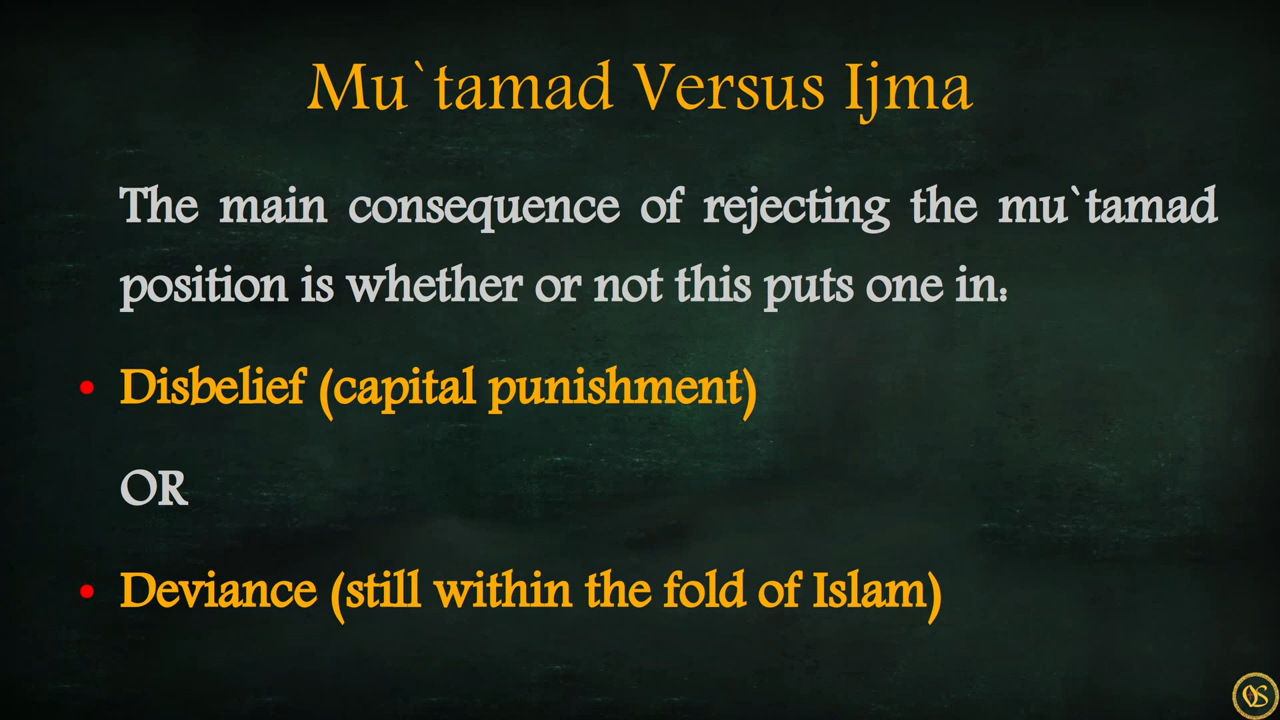 Mu`tamad Versus Ijma
The main consequence of rejecting the mu`tamad
position is whether or not this puts one in:
• Disbelief (capital punishment)
OR
• Deviance (still within the fold of Islam)